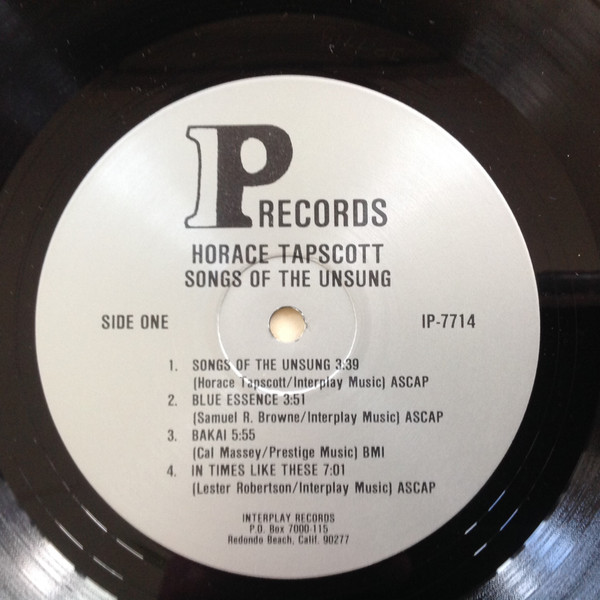 IP RECORDS
HORACE TAPSCOTT
SONGS OF THE UNSUNG
SIDE ONE IP-7714
1. SONGS OF THE UNSUNG 3:39
(Horace Tapscott/Interplay Music) ASCAP
2. BLUE ESSENCE 3:51
(Samuel R. Browne/Interplay Music) ASCAP
3. BAKAI 5:55
(Cal Massey/Prestige Music) BMI
4. IN TIMES LIKE THESE 7:01
(Lester Robertson/Interplay Music) ASCAP
INTERPLAY RECORDS
P.O. Box 7000-115
Redondo Beach, Calif. 90277